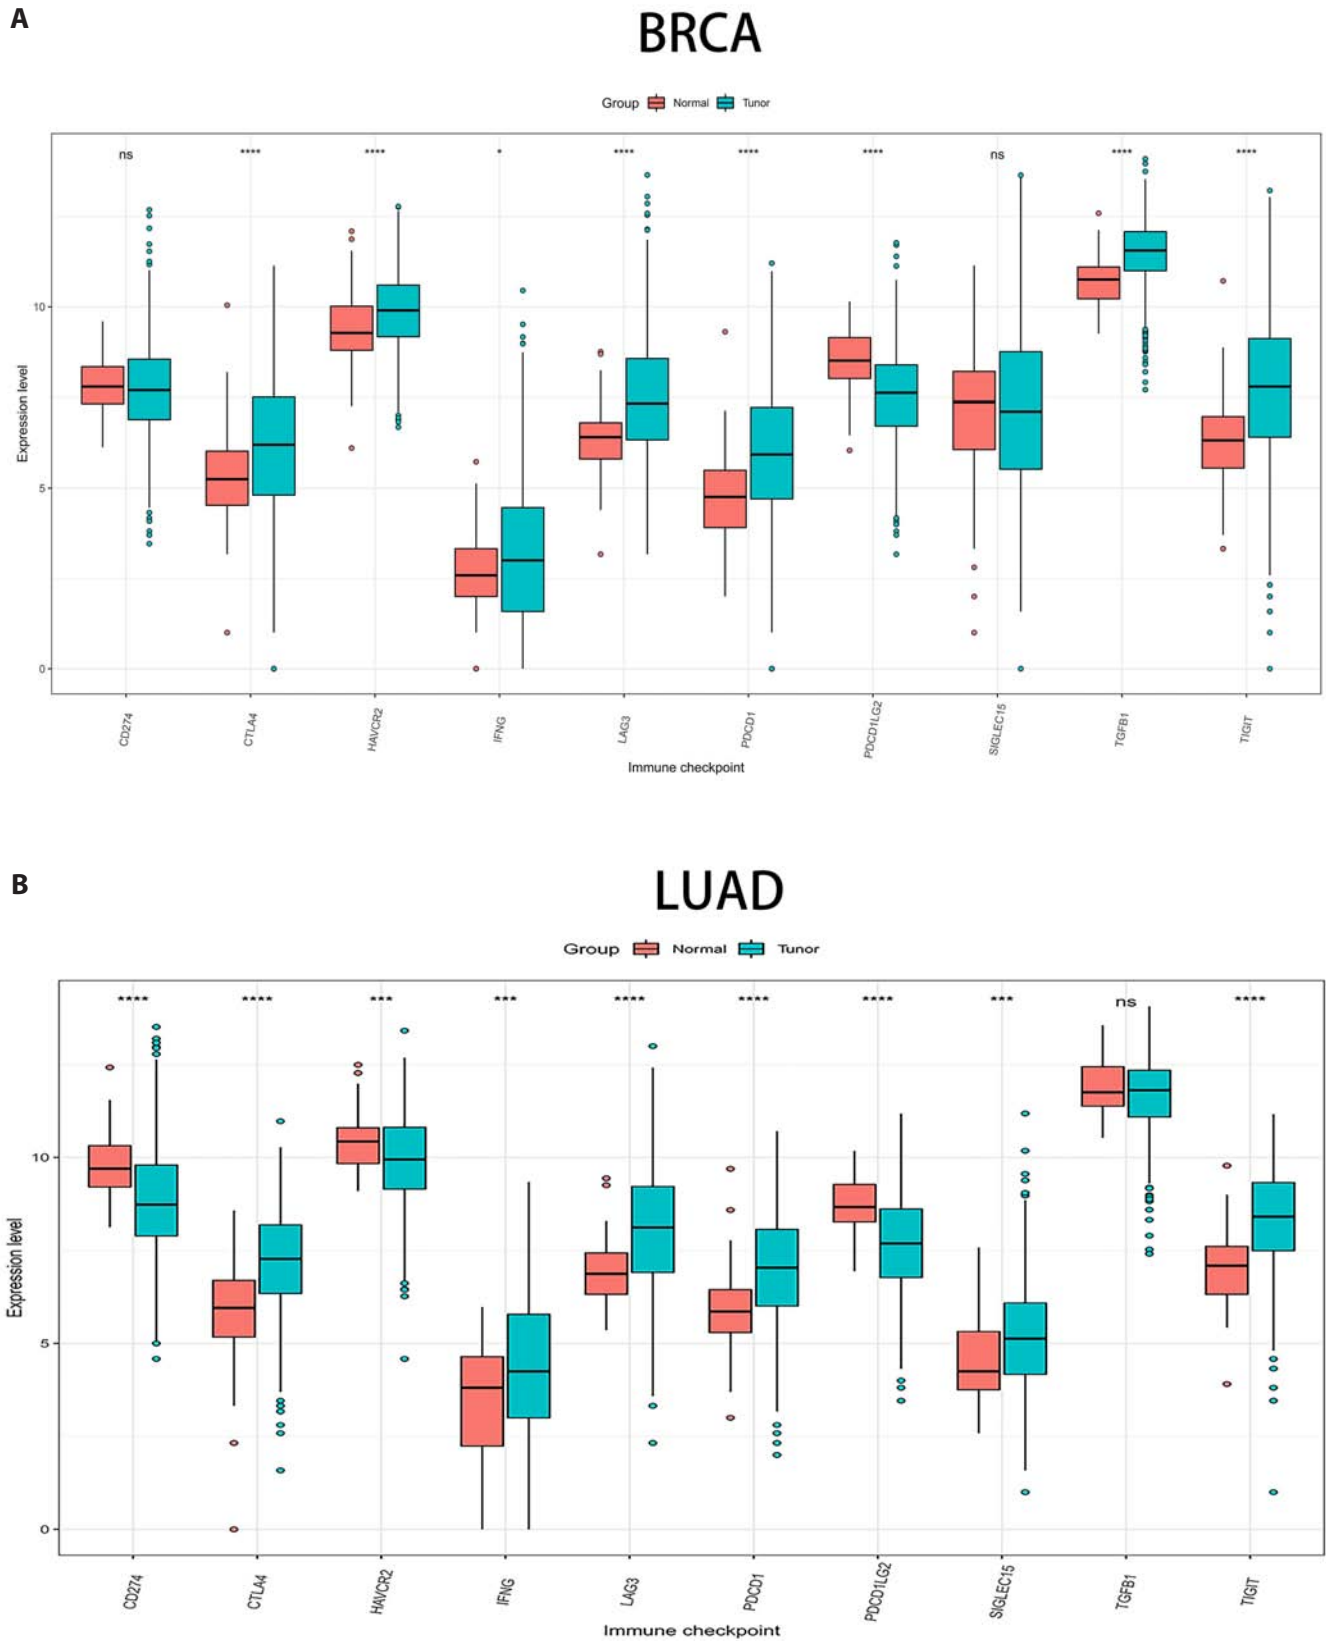 A
BRCA
Group Normal Tunor
ns **** **** * **** **** **** ns **** ****
10
5
0
Expression level
CD274 CTLA4 HAVCR2 IFNG LAG3 PDCD1 PDCD1LG2 SIGLEC15 TGFB1 TIGIT
Immune checkpoint
B
LUAD
Group Normal Tunor
**** **** *** *** **** **** **** *** ns ****
10
5
0
Expression level
CD274 CTLA4 HAVCR2 IFNG LAG3 PDCD1 PDCD1LG2 SIGLEC15 TGFB1 TIGIT
Immune checkpoint